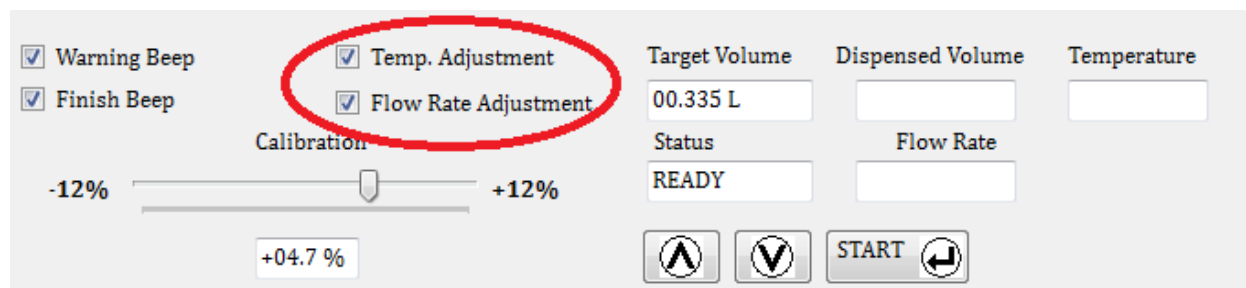 Warning Beep
Temp. Adjustment
Target Volume
Dispensed Volume
Temperature
Finish Beep
Flow Rate Adjustment
00.335 L
Calibration
Status
Flow Rate
-12%
+12%
READY
+04.7 %
START